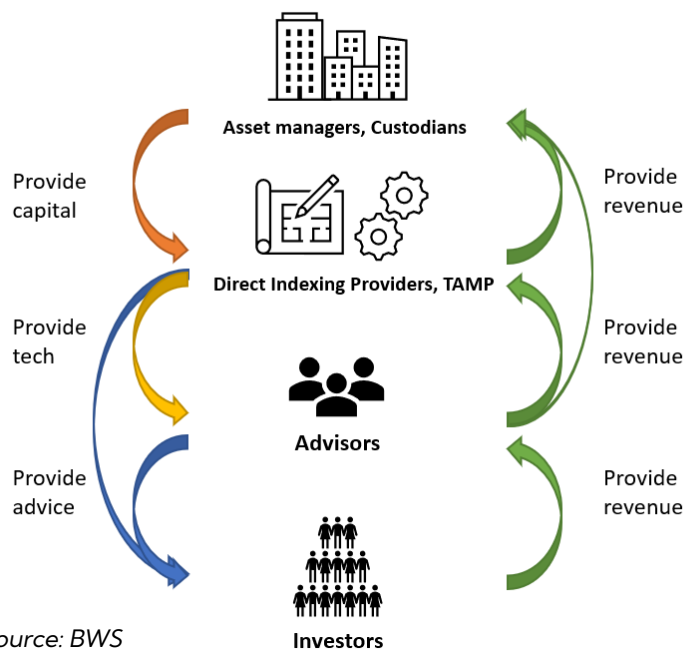 Asset managers, Custodians
Provide
capital
Provide
revenue
Direct Indexing Providers, TAMP
Provide
tech
Provide
revenue
Advisors
Provide
advice
Provide
revenue
ource: BWS
Investors